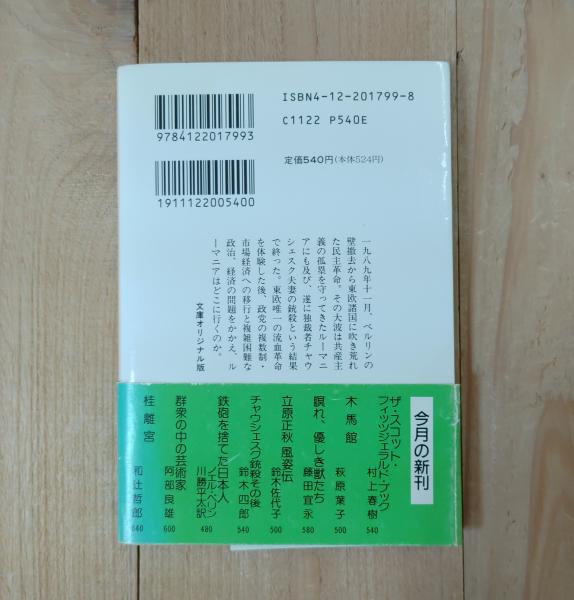 ISBN4-12-201799-8
C1122 P540E
9784122017993
定価540円(本体524円)
1911122005400
一九八九年十一月、ベルリンの
壁撤去から東欧諸国に吹き荒れ
た民主革命。その大波は共産主
義の孤塁を守ってきたルーマニ
アにも及び、遂に独裁者チャウ
シェスク夫妻の銃殺という結果
で終った。東欧唯一の流血革命
を体験した後、政党の複数制・
市場経済への移行と複雑困難な
政治、経済の問題をかかえ、ル
ーマニアはどこに行くのか。
文庫オリジナル版
今月の新刊
ザ・スコット・
フィッツジェラルド・ブック
村上春樹
540
木馬館
萩原葉子
500
瞑れ、優しき獣たち
藤田宜永
580
立原正秋 風姿伝
鈴木佐代子
500
チャウシェスク銃殺その後
鈴木四郎
540
鉄砲を捨てた日本人
ノエル・ペリン
川勝平太訳
480
群衆の中の芸術家
阿部良雄
600
桂離宮
和辻哲郎
640